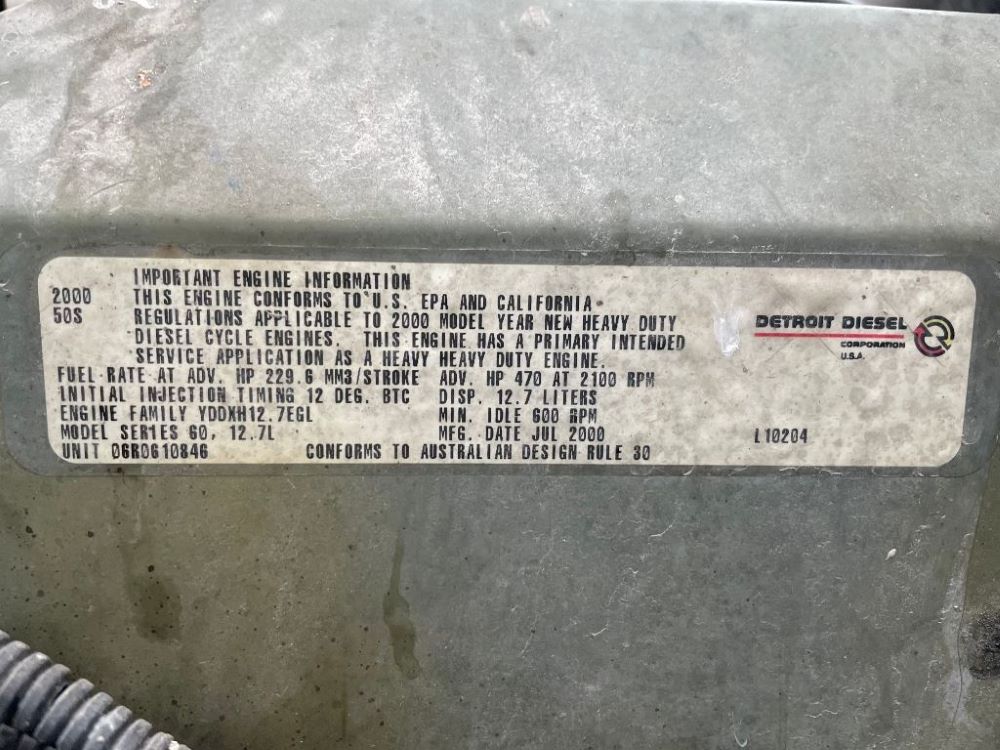 IMPORTANT ENGINE INFORMATION
2000 THIS ENGINE CONFORMS TO U.S. EPA AND CALIFORNIA
50S REGULATIONS APPLICABLE TO 2000 MODEL YEAR NEW HEAVY DUTY
DIESEL CYCLE ENGINES. THIS ENGINE HAS A PRIMARY INTENDED
SERVICE APPLICATION AS A HEAVY HEAVY DUTY ENGINE.
FUEL RATE AT ADV. HP 229.6 MM3/STROKE ADV. HP 470 AT 2100 RPM
INITIAL INJECTION TIMING 12 DEG. BTC DISP. 12.7 LITERS
ENGINE FAMILY YDDXH12.7EGL MIN. IDLE 600 RPM
MODEL SERIES 60, 12.7L MFG. DATE JUL 2000
UNIT 06R0610846 CONFORMS TO AUSTRALIAN DESIGN RULE 30
DETROIT DIESEL
CORPORATION
U.S.A.
L10204